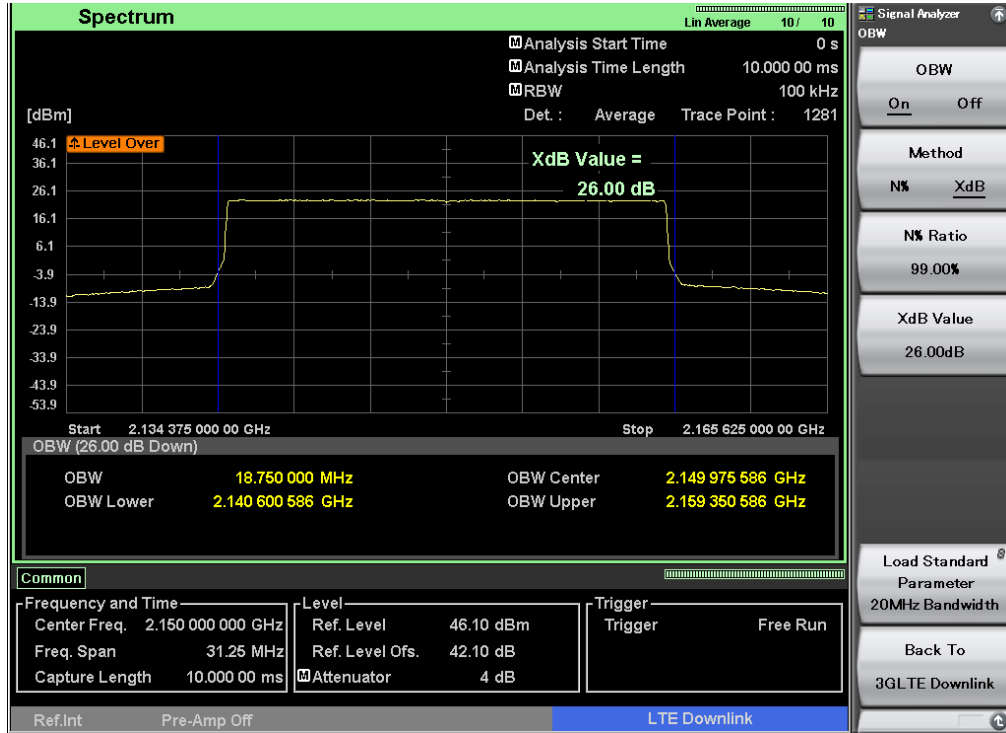 Spectrum
Lin Average 10/ 10
M Analysis Start Time 0 s
M Analysis Time Length 10.000 00 ms
M RBW 100 kHz
[dBm] Det. : Average Trace Point : 1281
46.1 Level Over
36.1
26.1
16.1
6.1
-3.9
-13.9
-23.9
-33.9
-43.9
-53.9
XdB Value =
26.00 dB
Start 2.134 375 000 00 GHz Stop 2.165 625 000 00 GHz
OBW (26.00 dB Down)
OBW 18.750 000 MHz OBW Center 2.149 975 586 GHz
OBW Lower 2.140 600 586 GHz OBW Upper 2.159 350 586 GHz
Common
Frequency and Time
Center Freq. 2.150 000 000 GHz
Freq. Span 31.25 MHz
Capture Length 10.000 00 ms
Level
Ref. Level 46.10 dBm
Ref. Level Ofs. 42.10 dB
M Attenuator 4 dB
Trigger
Trigger Free Run
Ref.Int Pre-Amp Off LTE Downlink
Signal Analyzer
OBW
OBW
On Off
Method
N% XdB
N% Ratio
99.00%
XdB Value
26.00dB
Load Standard
Parameter
20MHz Bandwidth
Back To
3GLTE Downlink